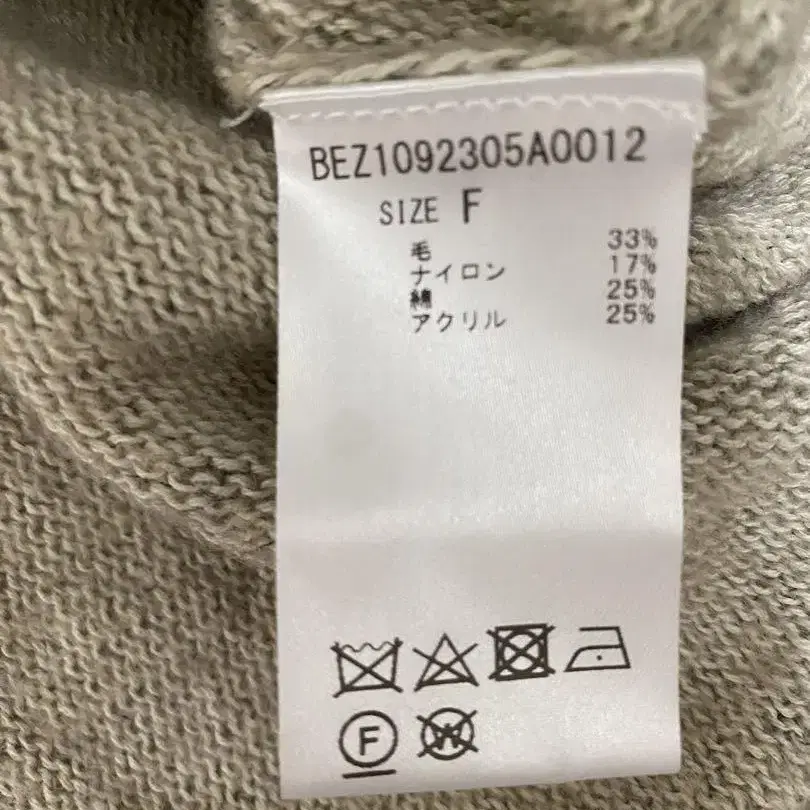 BEZ1092305A0012
SIZE F
毛 33%
ナイロン 17%
綿 25%
アクリル 25%
F W